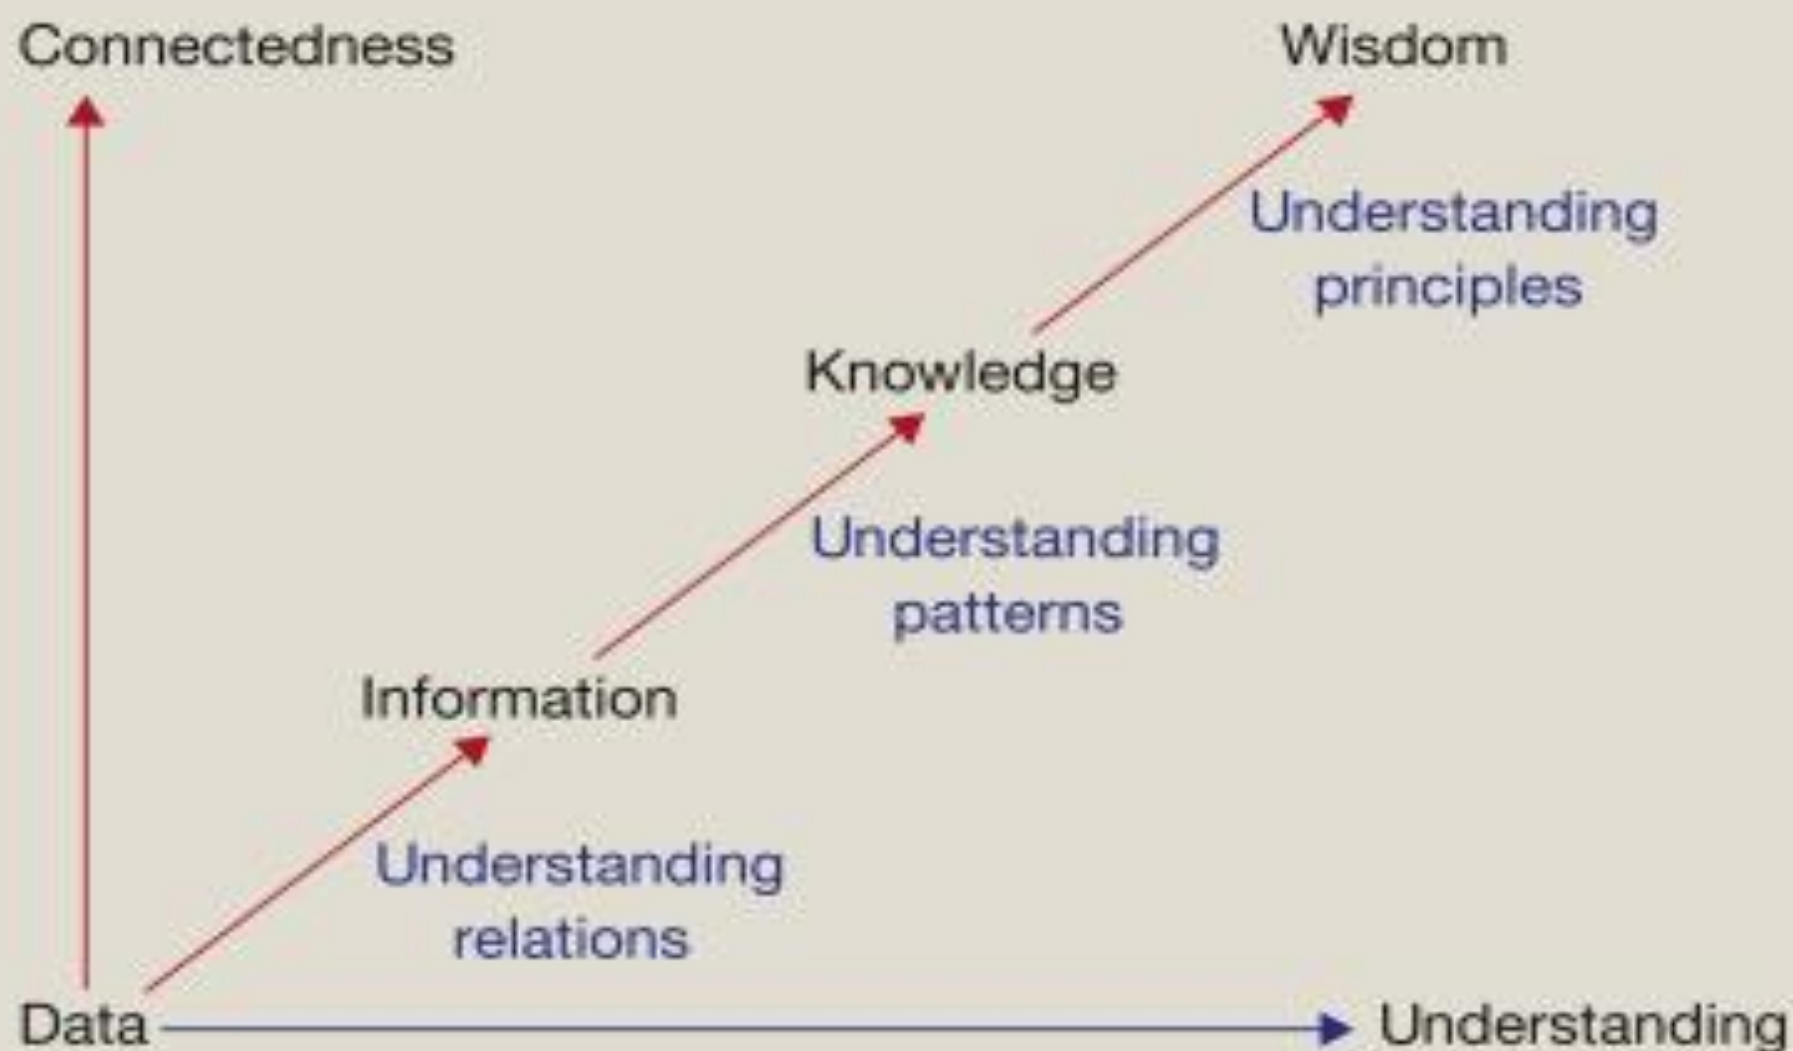 Connectedness
Wisdom
Understanding
principles
Knowledge
Understanding
patterns
Information
Understanding
relations
Data
Understanding